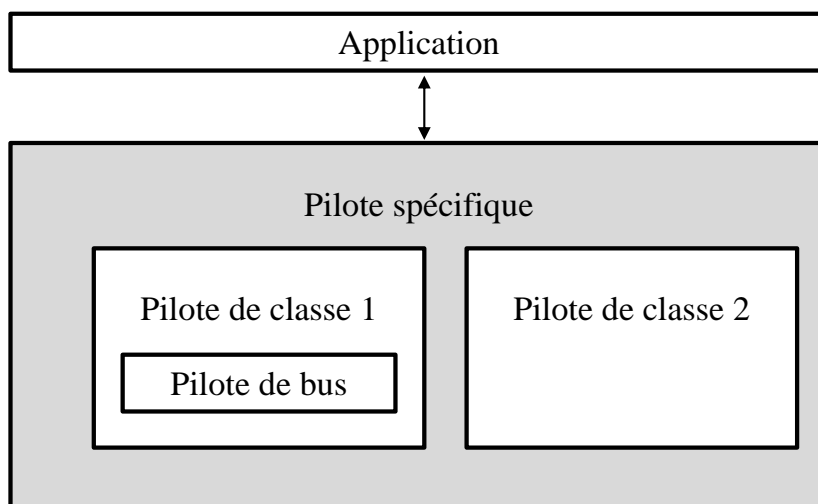 Application
Pilote spécifique
Pilote de classe 1
Pilote de classe 2
Pilote de bus